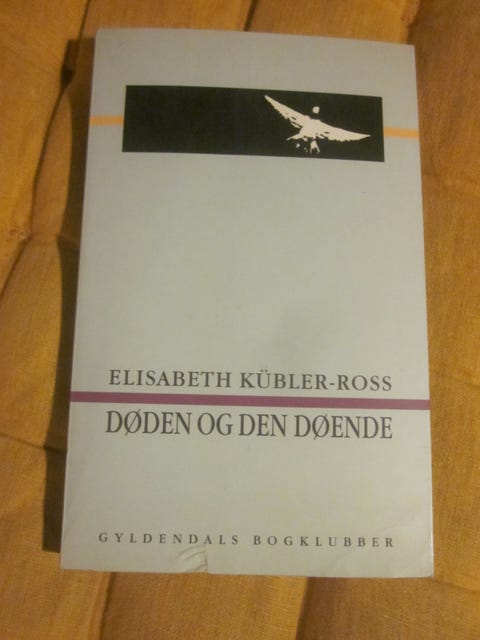 ELISABETH KÜBLER-ROSS
DØDEN OG DEN DØENDE
GYLDENDALS BOGKLUBBER